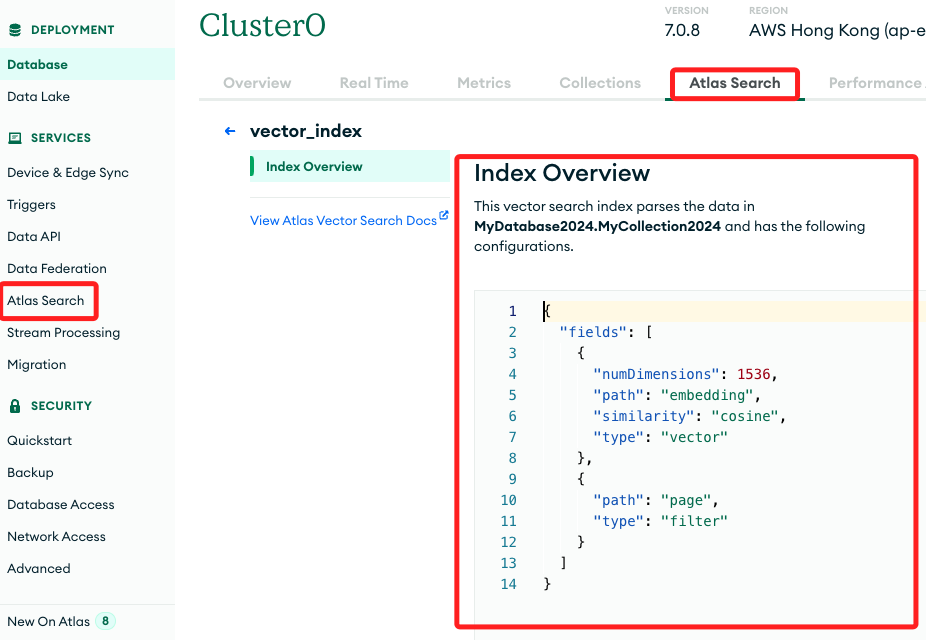 DEPLOYMENT
Database
Data Lake
SERVICES
Device & Edge Sync
Triggers
Data API
Data Federation
Atlas Search
Stream Processing
Migration
SECURITY
Quickstart
Backup
Database Access
Network Access
Advanced
New On Atlas 8
Cluster0
VERSION
7.0.8
REGION
AWS Hong Kong (ap-e
Overview Real Time Metrics Collections Atlas Search Performance
vector_index
Index Overview
View Atlas Vector Search Docs
Index Overview
This vector search index parses the data in
MyDatabase2024.MyCollection2024 and has the following
configurations.
1 {
2 "fields": [
3 {
4 "numDimensions": 1536,
5 "path": "embedding",
6 "similarity": "cosine",
7 "type": "vector"
8 },
9 {
10 "path": "page",
11 "type": "filter"
12 }
13 ]
14 }